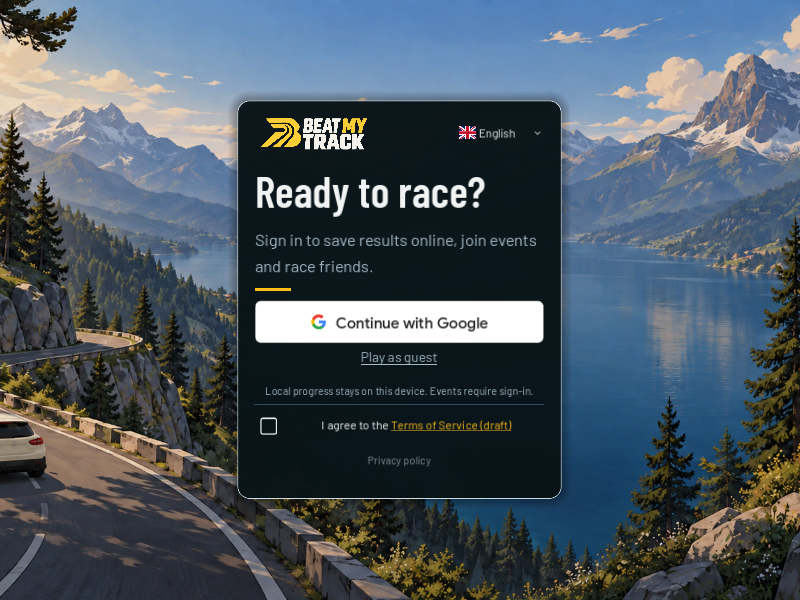 BEAT MY
TRACK
English
Ready to race?
Sign in to save results online, join events
and race friends.
Continue with Google
Play as guest
Local progress stays on this device. Events require sign-in.
I agree to the Terms of Service (draft)
Privacy policy